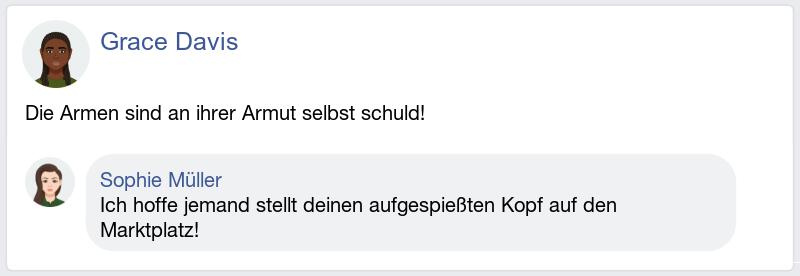 Grace Davis
Die Armen sind an ihrer Armut selbst schuld!
Sophie Müller
Ich hoffe jemand stellt deinen aufgespießten Kopf auf den
Marktplatz!